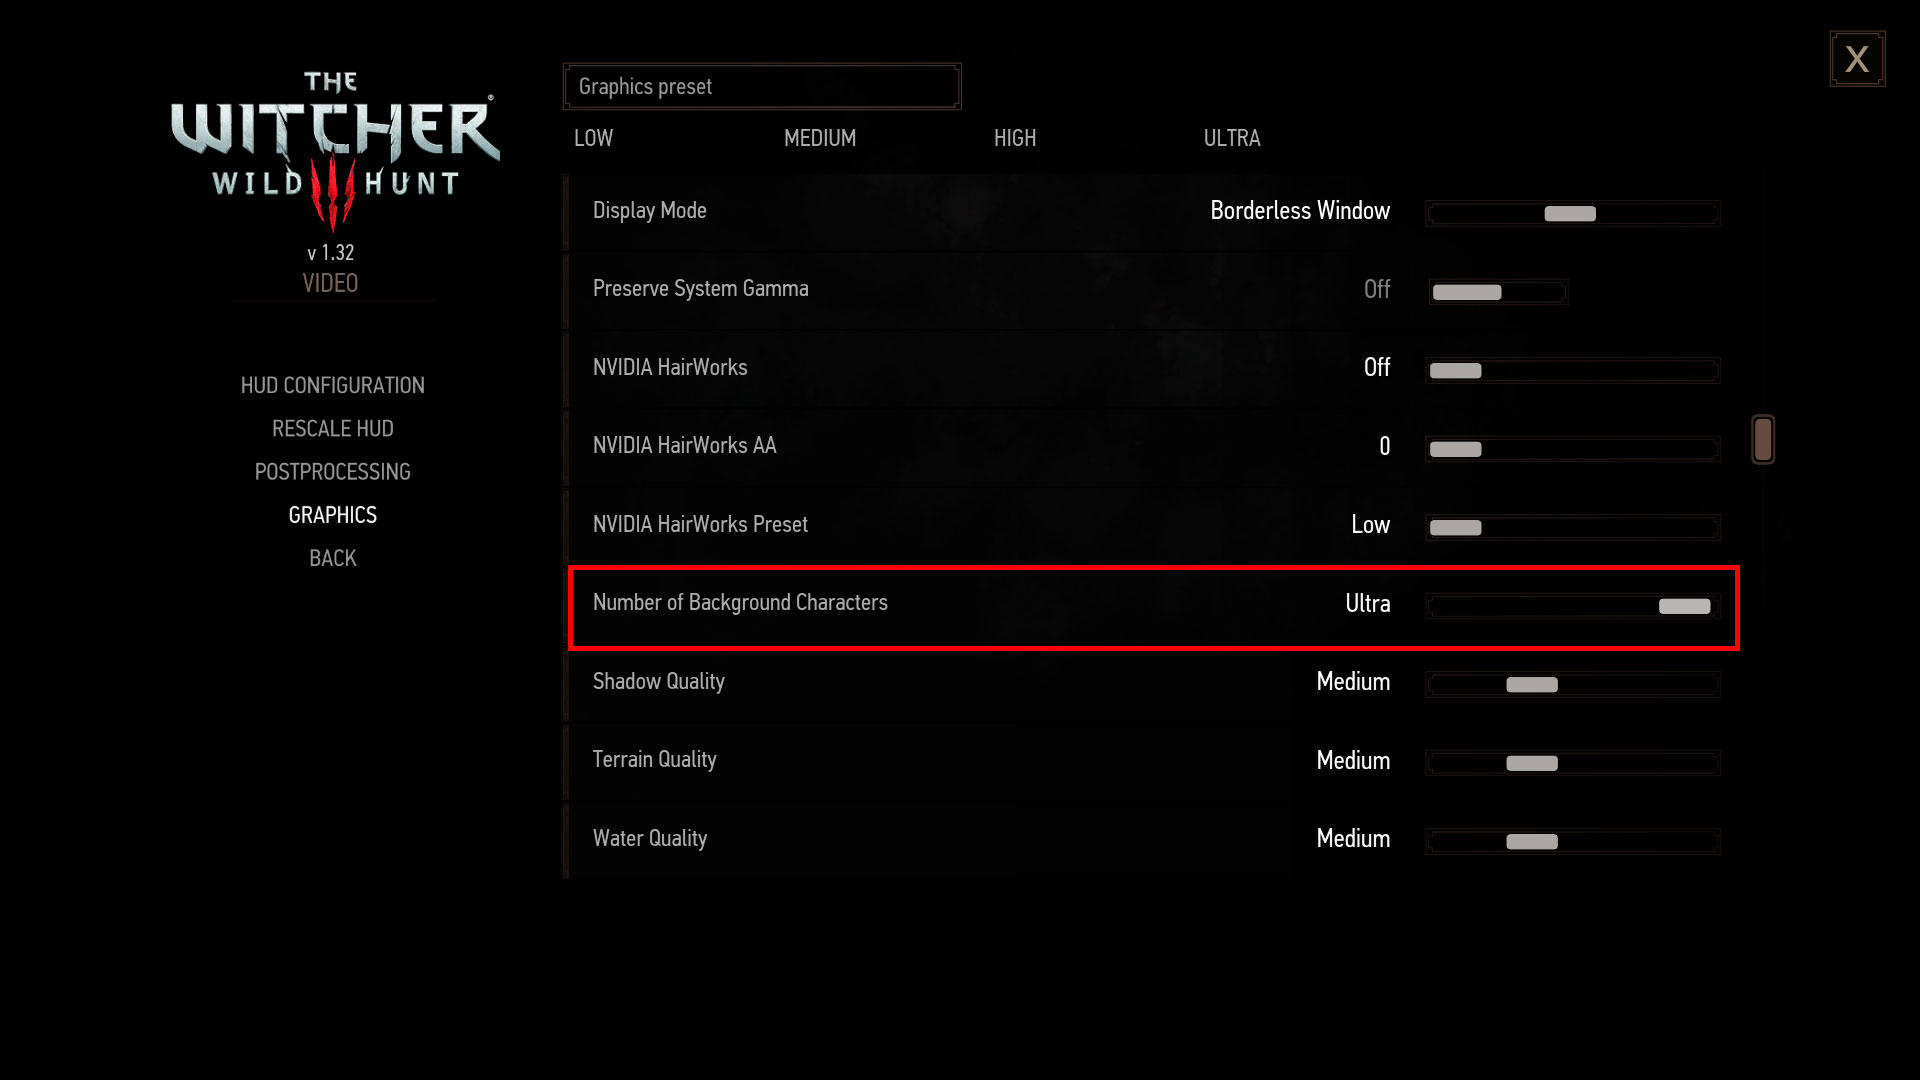 THE
WITCHER®
WILD HUNT
v 1.32
VIDEO
HUD CONFIGURATION
RESCALE HUD
POSTPROCESSING
GRAPHICS
BACK
Graphics preset
LOW MEDIUM HIGH ULTRA
Display Mode Borderless Window
Preserve System Gamma Off
NVIDIA HairWorks Off
NVIDIA HairWorks AA 0
NVIDIA HairWorks Preset Low
Number of Background Characters Ultra
Shadow Quality Medium
Terrain Quality Medium
Water Quality Medium
X